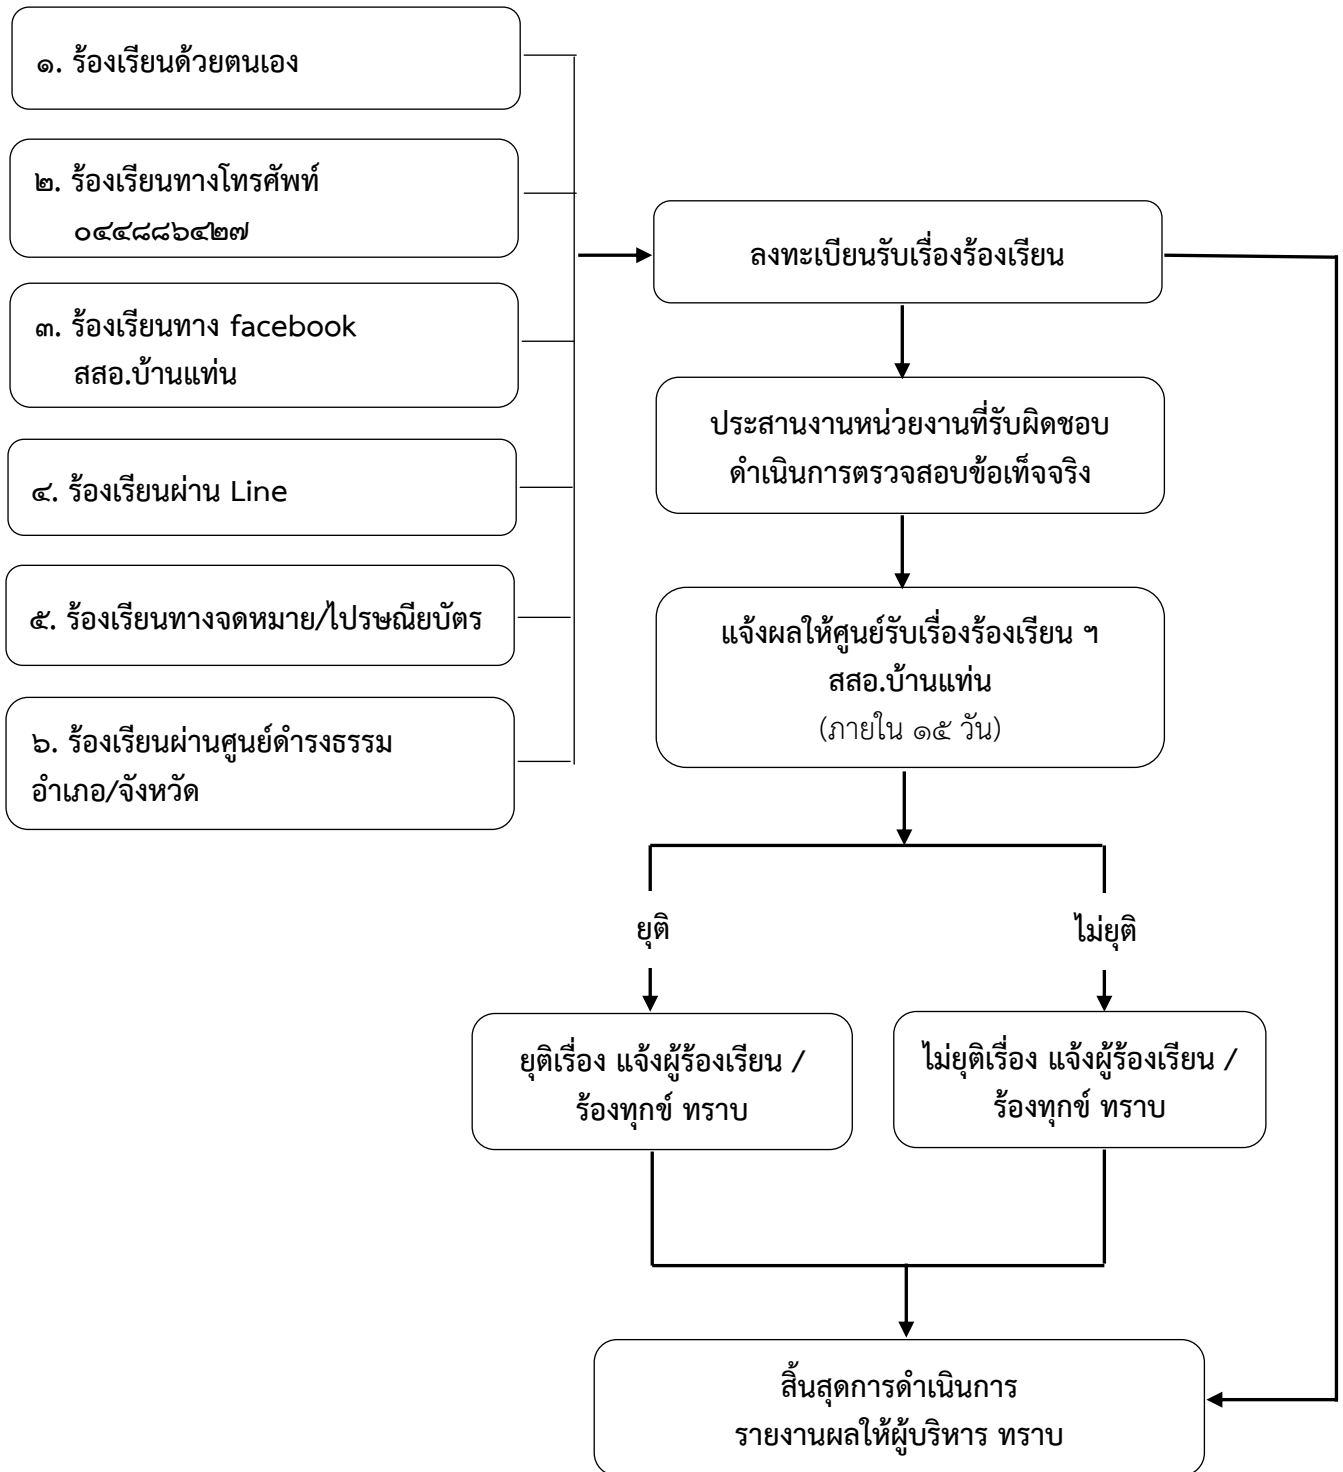 ๑. ร้องเรียนด้วยตนเอง
๒. ร้องเรียนทางโทรศัพท์
๐๔๔๘๘๖๔๒๗
๓. ร้องเรียนทาง facebook
สสอ.บ้านแท่น
๔. ร้องเรียนผ่าน Line
๕. ร้องเรียนทางจดหมาย/ไปรษณียบัตร
๖. ร้องเรียนผ่านศูนย์ดำรงธรรม
อำเภอ/จังหวัด
ลงทะเบียนรับเรื่องร้องเรียน
ประสานงานหน่วยงานที่รับผิดชอบ
ดำเนินการตรวจสอบข้อเท็จจริง
แจ้งผลให้ศูนย์รับเรื่องร้องเรียน ฯ
สสอ.บ้านแท่น
(ภายใน ๑๕ วัน)
ยุติ
ไม่ยุติ
ยุติเรื่อง แจ้งผู้ร้องเรียน /
ร้องทุกข์ ทราบ
ไม่ยุติเรื่อง แจ้งผู้ร้องเรียน /
ร้องทุกข์ ทราบ
สิ้นสุดการดำเนินการ
รายงานผลให้ผู้บริหาร ทราบ